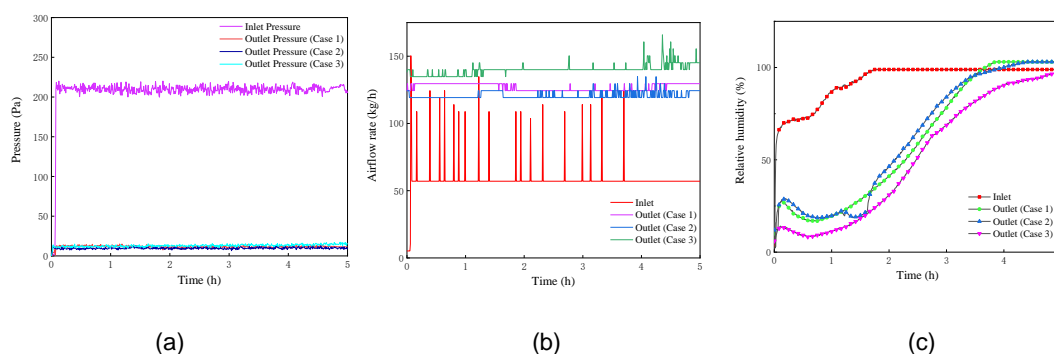 300
250
200
150
100
50
0
Pressure (Pa)
Inlet Pressure
Outlet Pressure (Case 1)
Outlet Pressure (Case 2)
Outlet Pressure (Case 3)
0 1 2 3 4 5
Time (h)
(a)
150
100
50
0
Airflow rate (kg/h)
Inlet
Outlet (Case 1)
Outlet (Case 2)
Outlet (Case 3)
0 1 2 3 4 5
Time (h)
(b)
100
50
0
Relative humidity (%)
Inlet
Outlet (Case 1)
Outlet (Case 2)
Outlet (Case 3)
0 1 2 3 4 5
Time (h)
(c)